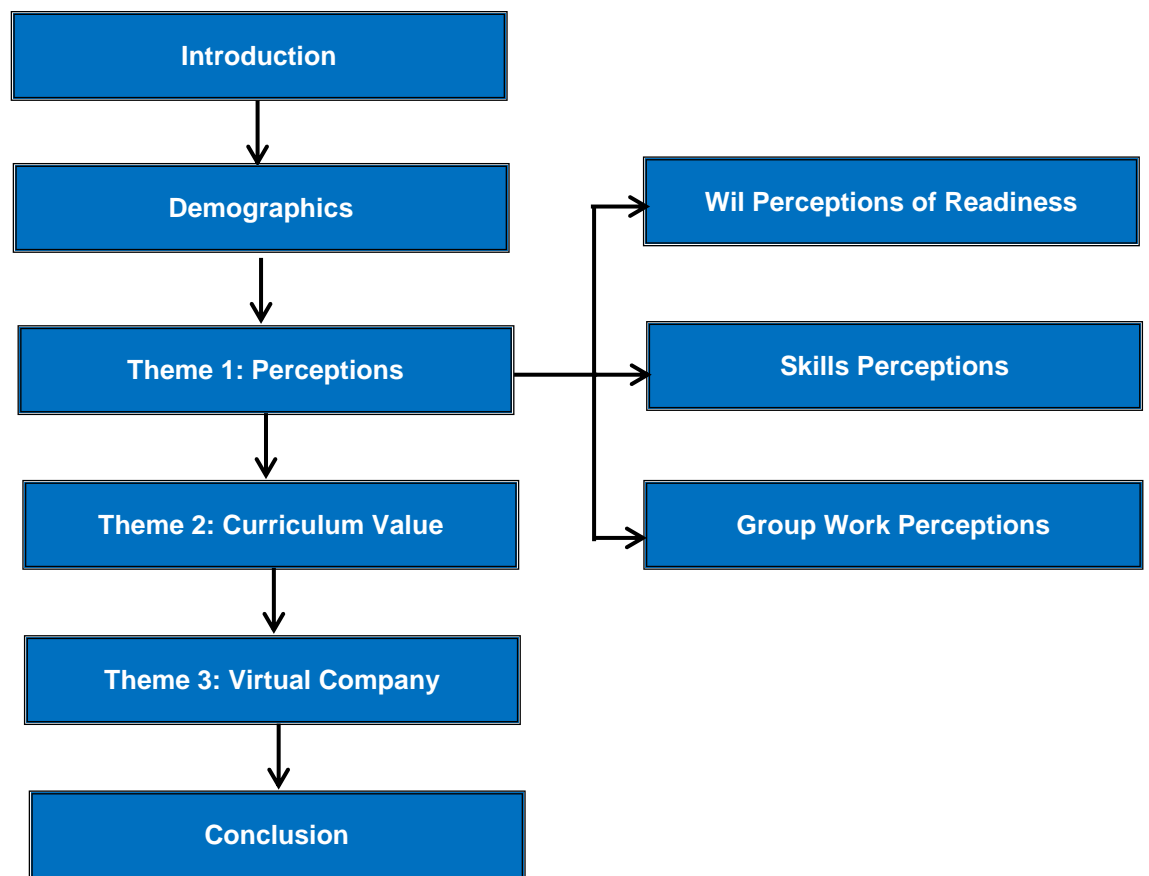 Introduction
Demographics
Wil Perceptions of Readiness
Theme 1: Perceptions
Skills Perceptions
Theme 2: Curriculum Value
Group Work Perceptions
Theme 3: Virtual Company
Conclusion